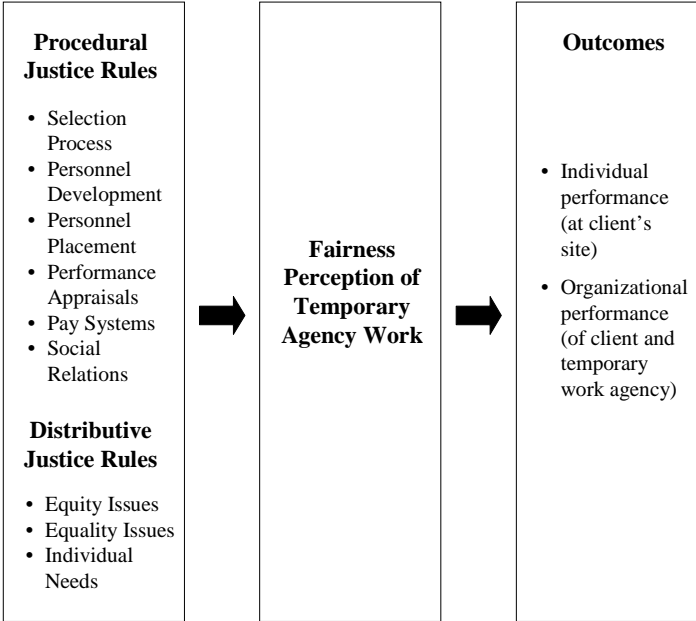 Procedural
Justice Rules
• Selection
Process
• Personnel
Development
• Personnel
Placement
• Performance
Appraisals
• Pay Systems
• Social
Relations
Distributive
Justice Rules
• Equity Issues
• Equality Issues
• Individual
Needs
Fairness
Perception of
Temporary
Agency Work
Outcomes
• Individual
performance
(at client's
site)
• Organizational
performance
(of client and
temporary
work agency)